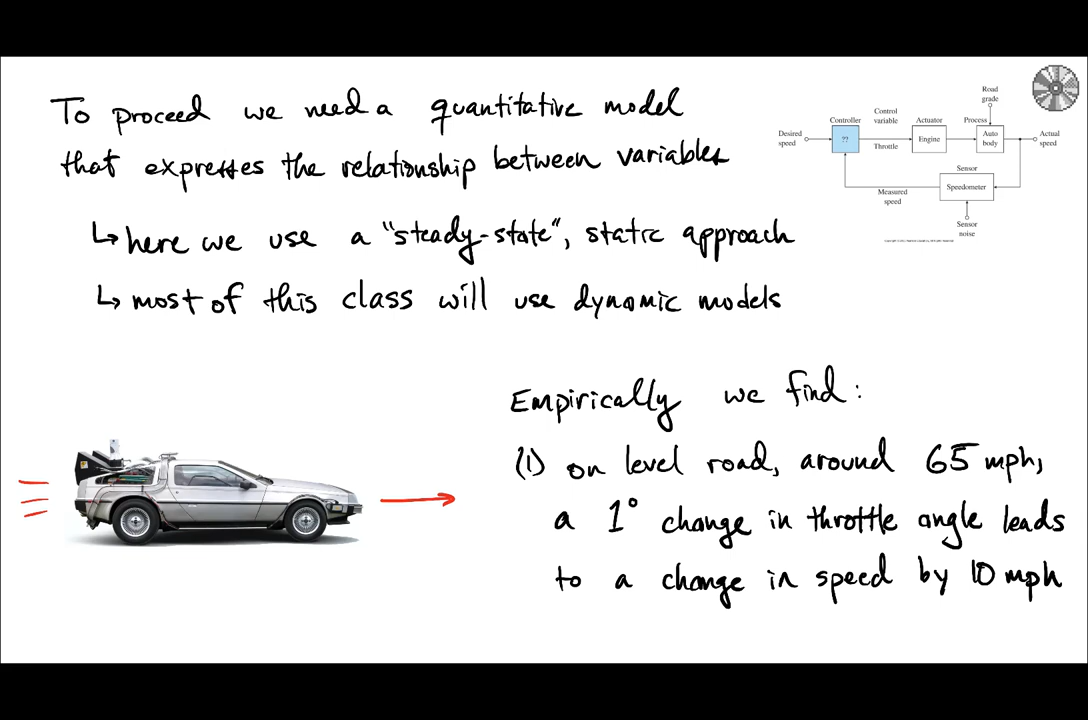 To proceed we need a quantitative model
that expresses the relationship between variables
↳ here we use a "steady-state", static approach
↳ most of this class will use dynamic models
Road
grade
Control
variable
Controller
Actuator
Process
Desired
speed
??
Throttle
Engine
Auto
body
Actual
speed
Sensor
Speedometer
Measured
speed
Sensor
noise
Empirically we find:
(1) on level road, around 65 mph,
a 1° change in throttle angle leads
to a change in speed by 10 mph